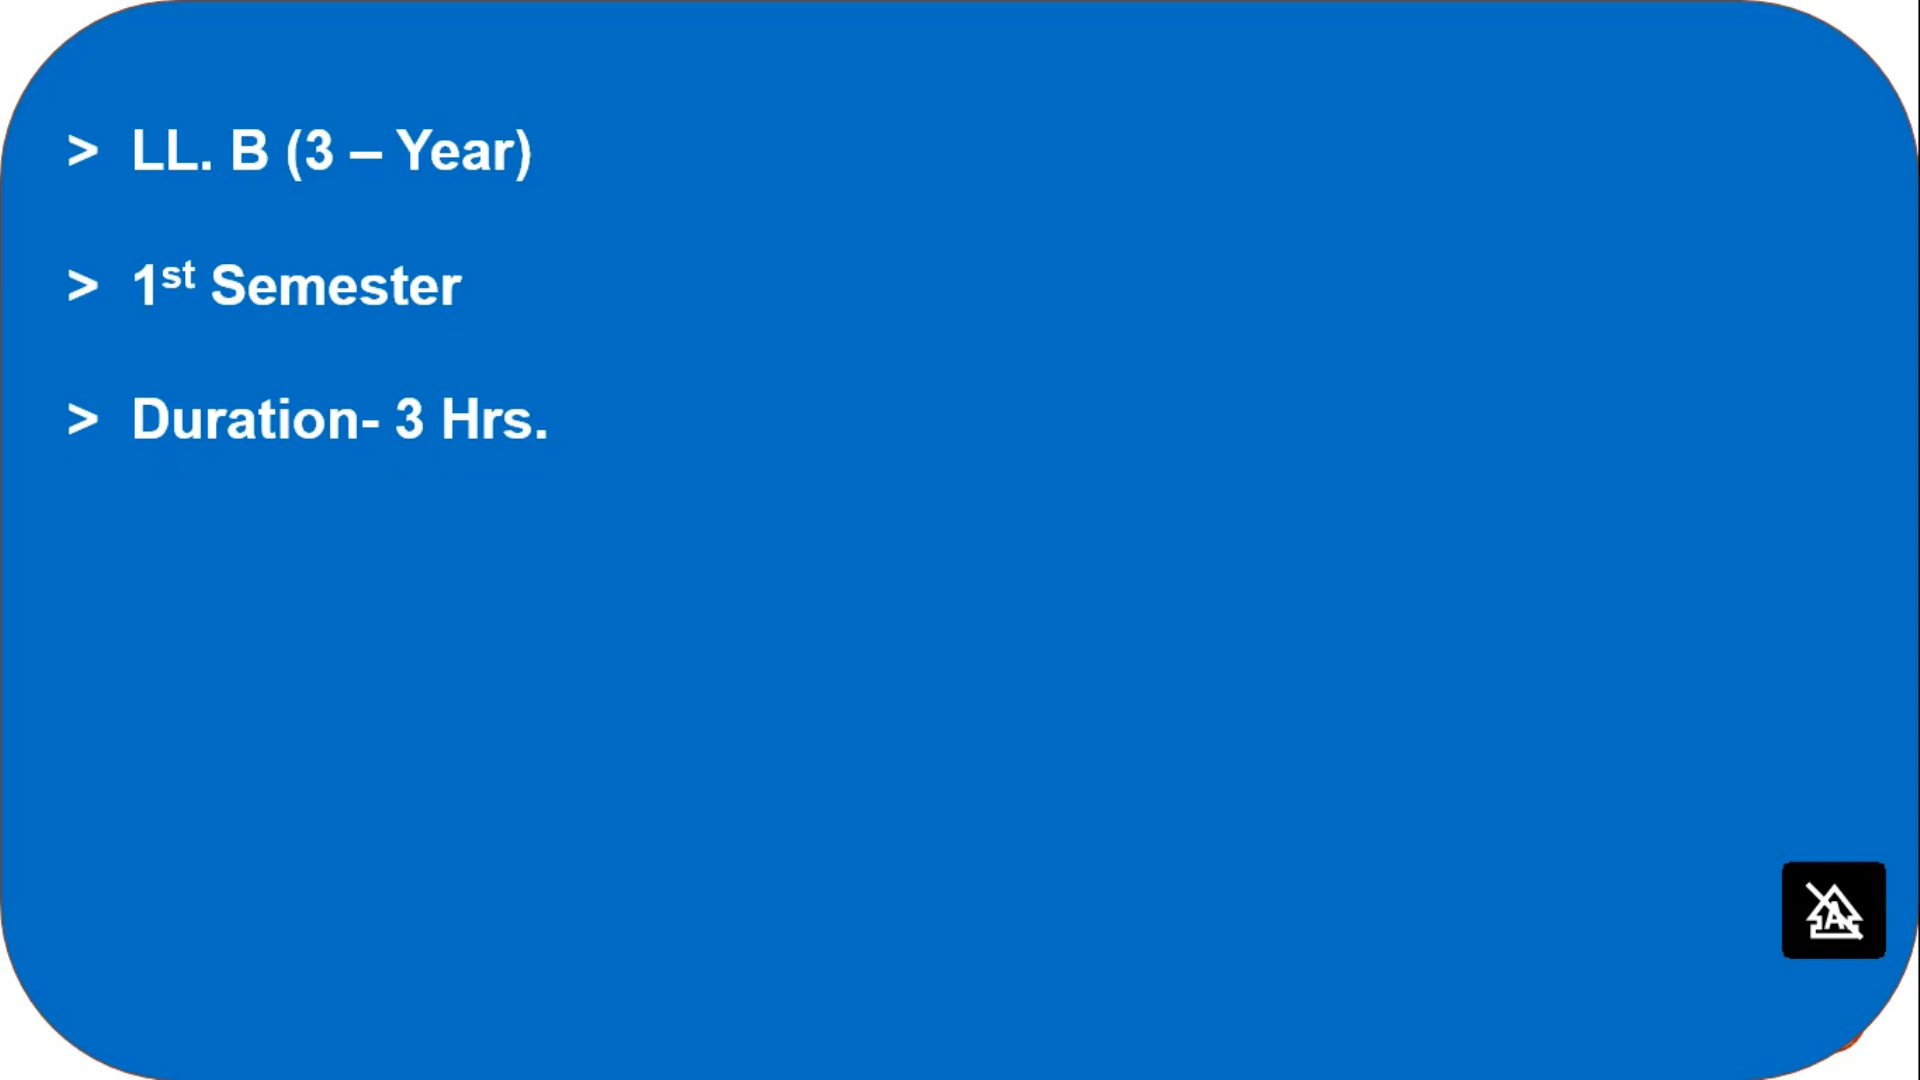 > LL. B (3 – Year)
> 1st Semester
> Duration- 3 Hrs.
A